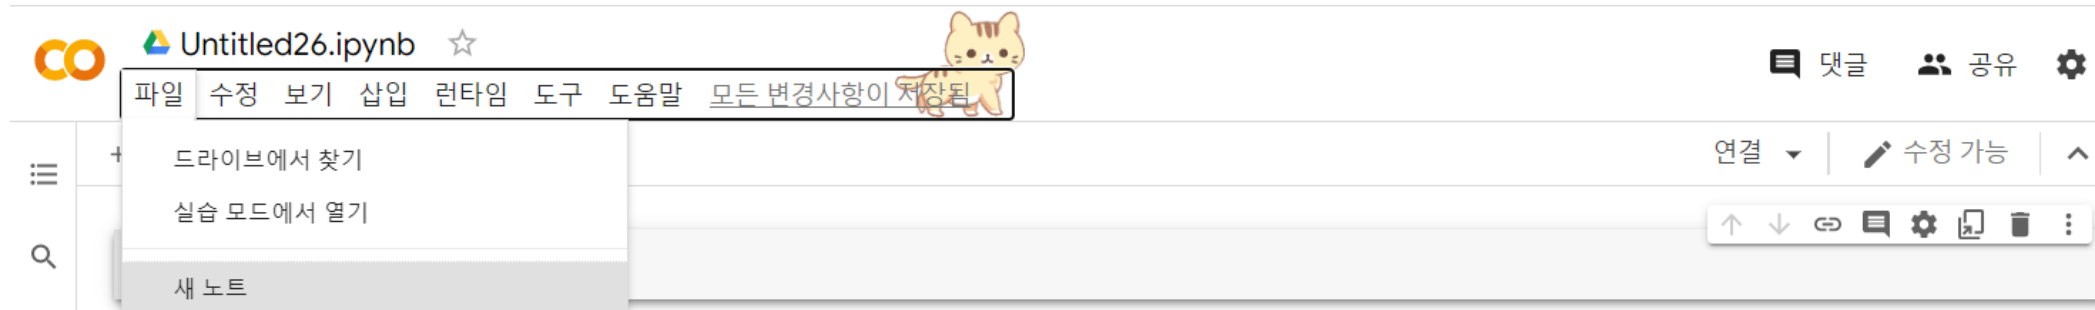 Untitled26.ipynb
댓글 공유
파일 수정 보기 삽입 런타임 도구 도움말 모든 변경사항이 저장됨
연결 수정 가능
드라이브에서 찾기
실습 모드에서 열기
새 노트